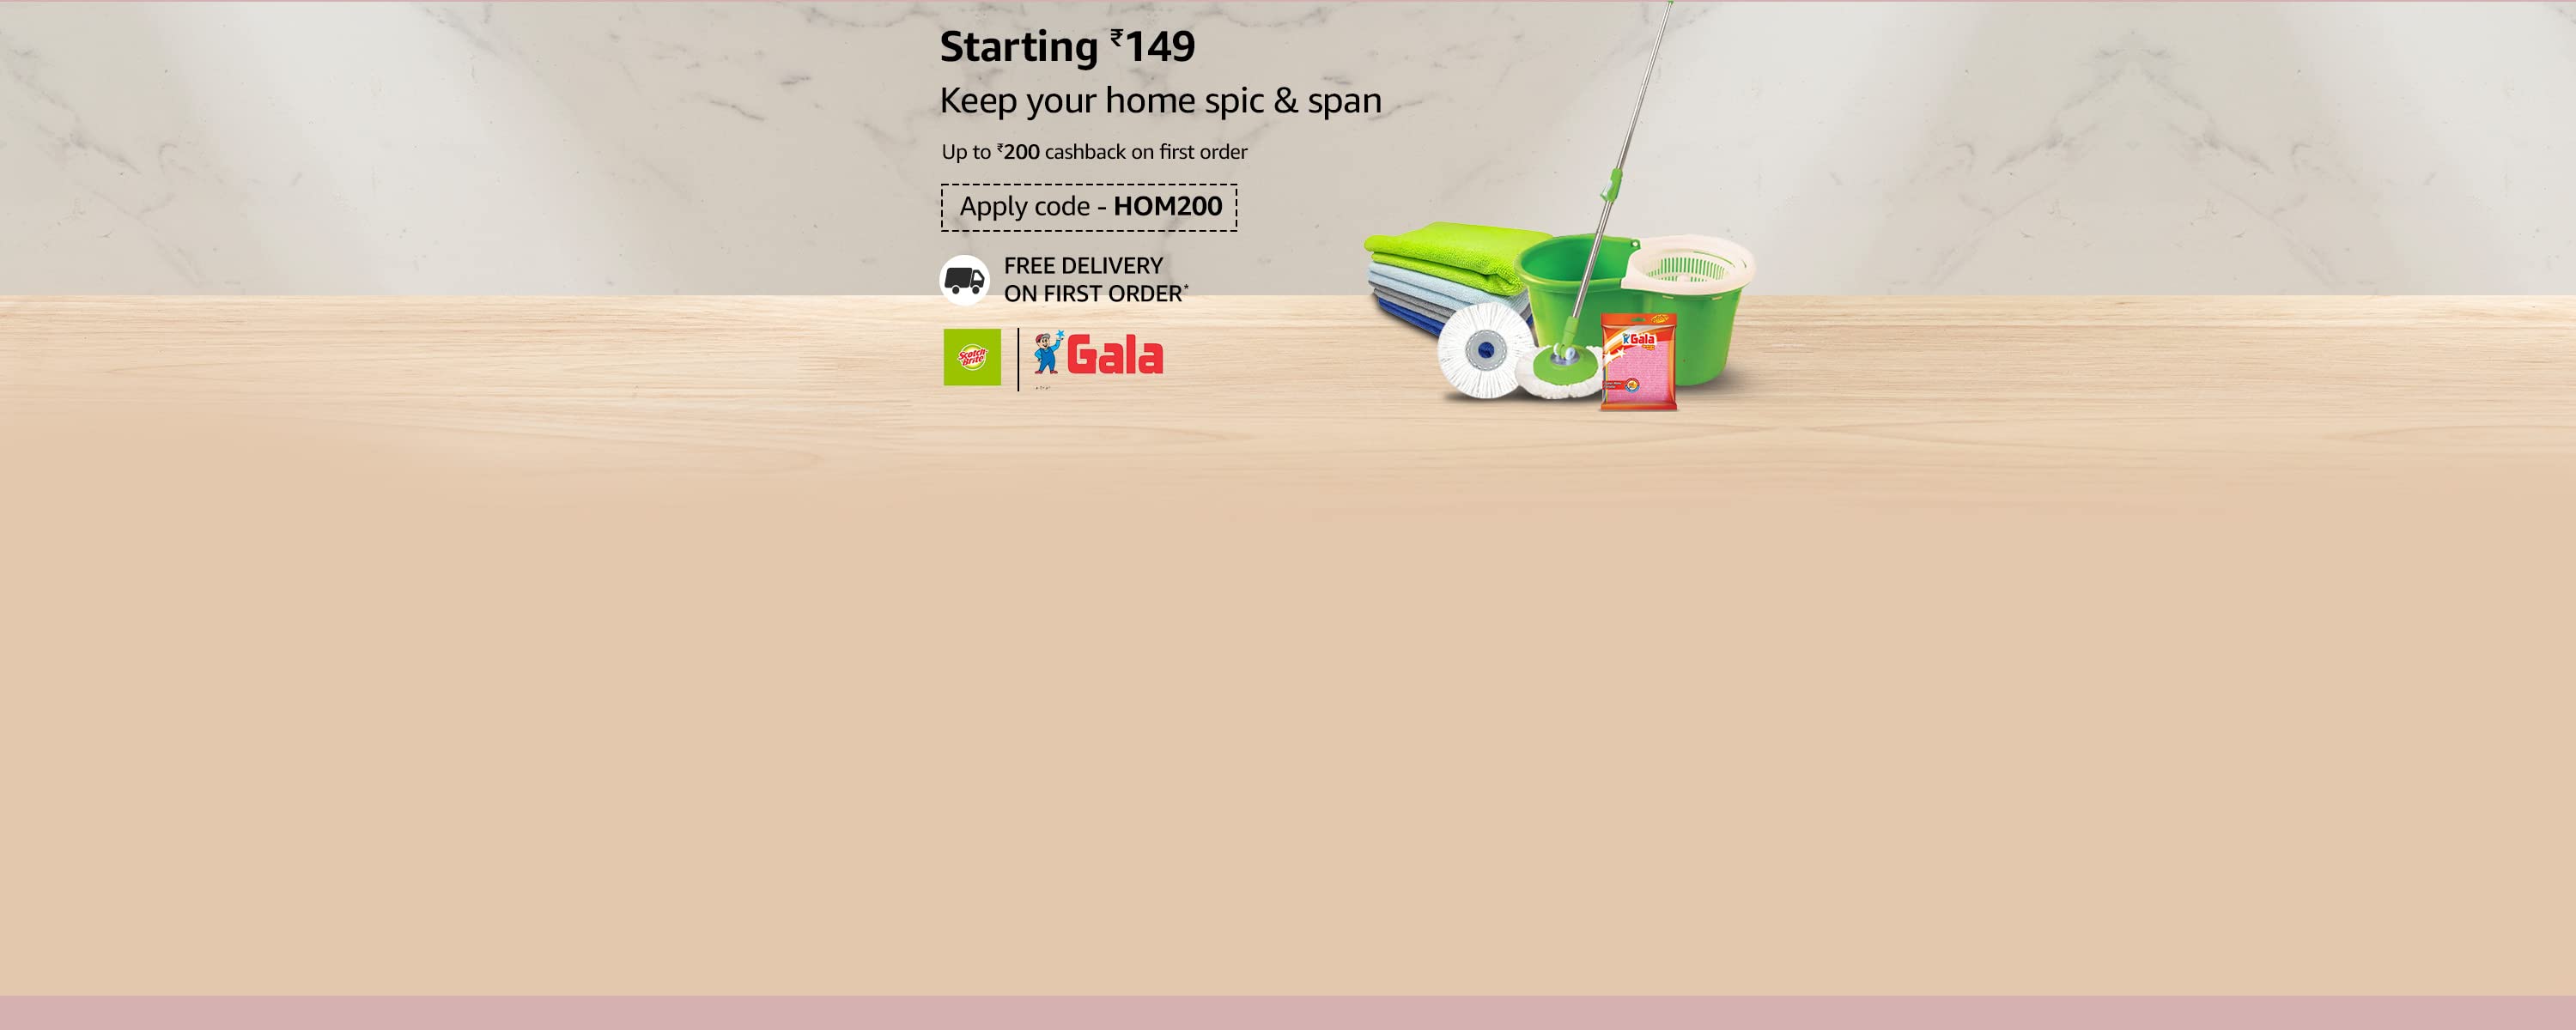 Starting ₹149
Keep your home spic & span
Up to ₹200 cashback on first order
Apply code - HOM200
FREE DELIVERY
ON FIRST ORDER*
Scotch
Brite
Gala
Gala